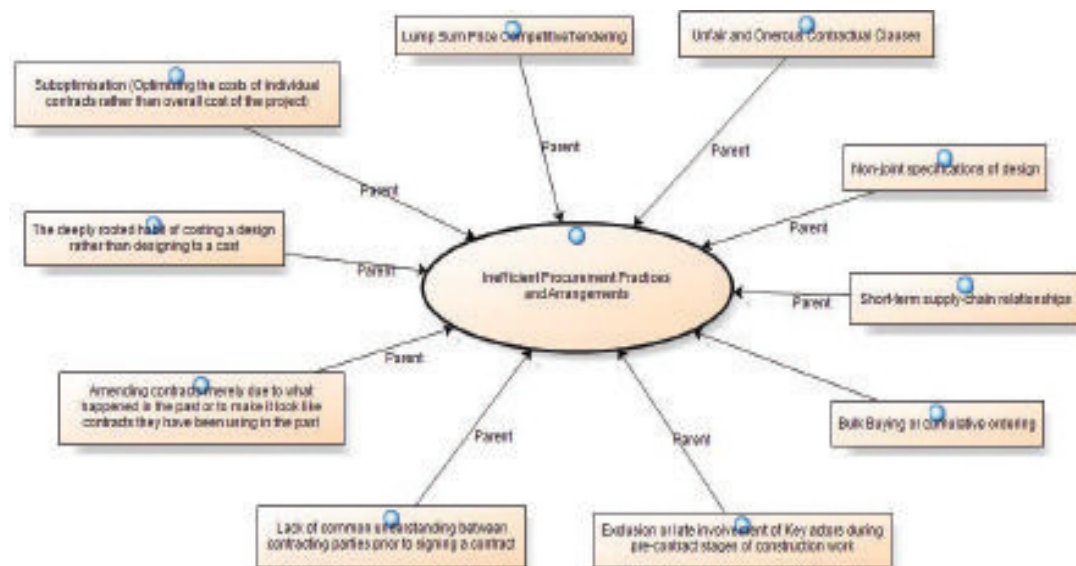 Lump Sum Price Competitive Tendering
Unfair and Onerous Contractual Clauses
Suboptimisation (Optimising the costs of individual
contracts rather than overall cost of the project)
Parent
Parent
Non-joint specifications of design
Parent
The deeply rooted habit of costing a design
rather than designing to a cost
Parent
Parent
Inefficient Procurement Practices
and Arrangements
Short-term supply-chain relationships
Parent
Parent
Amending contracts merely due to what
happened in the past or to make it look like
contracts they have been using in the past
Bulk Buying or cumulative ordering
Parent
Parent
Lack of common understanding between
contracting parties prior to signing a contract
Exclusion or late involvement of Key actors during
pre-contract stages of construction work